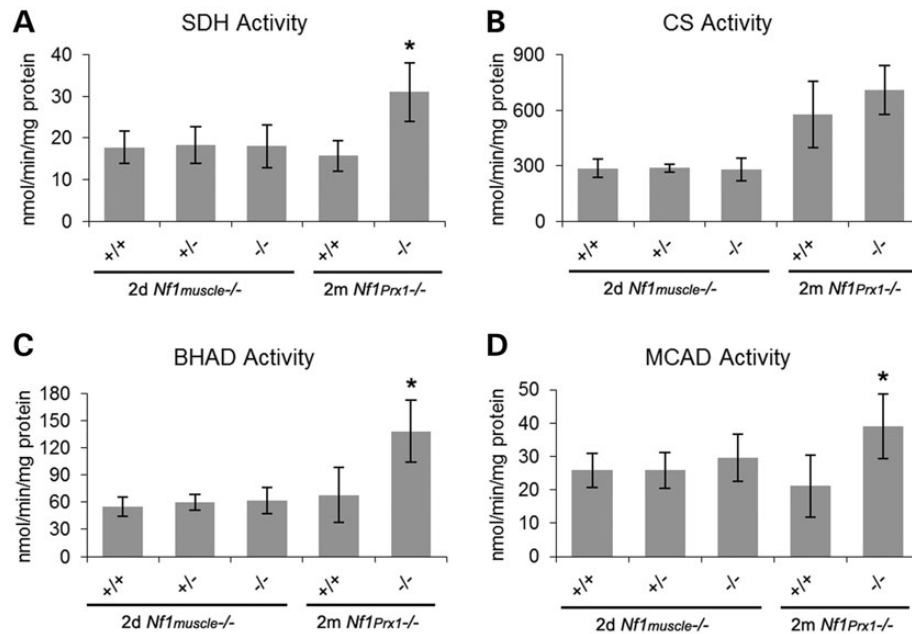 A
SDH Activity
*
nmol/min/mg protein
40
30
20
10
0
+/+
+/-
-/-
+/+
-/-
2d Nf1muscle-/-
2m Nf1Prx1-/-
B
CS Activity
nmol/min/mg protein
900
600
300
0
+/+
+/-
-/-
+/+
-/-
2d Nf1muscle-/-
2m Nf1Prx1-/-
C
BHAD Activity
*
nmol/min/mg protein
180
150
120
90
60
30
0
+/+
+/-
-/-
+/+
-/-
2d Nf1muscle-/-
2m Nf1Prx1-/-
D
MCAD Activity
*
nmol/min/mg protein
50
40
30
20
10
0
+/+
+/-
-/-
+/+
-/-
2d Nf1muscle-/-
2m Nf1Prx1-/-